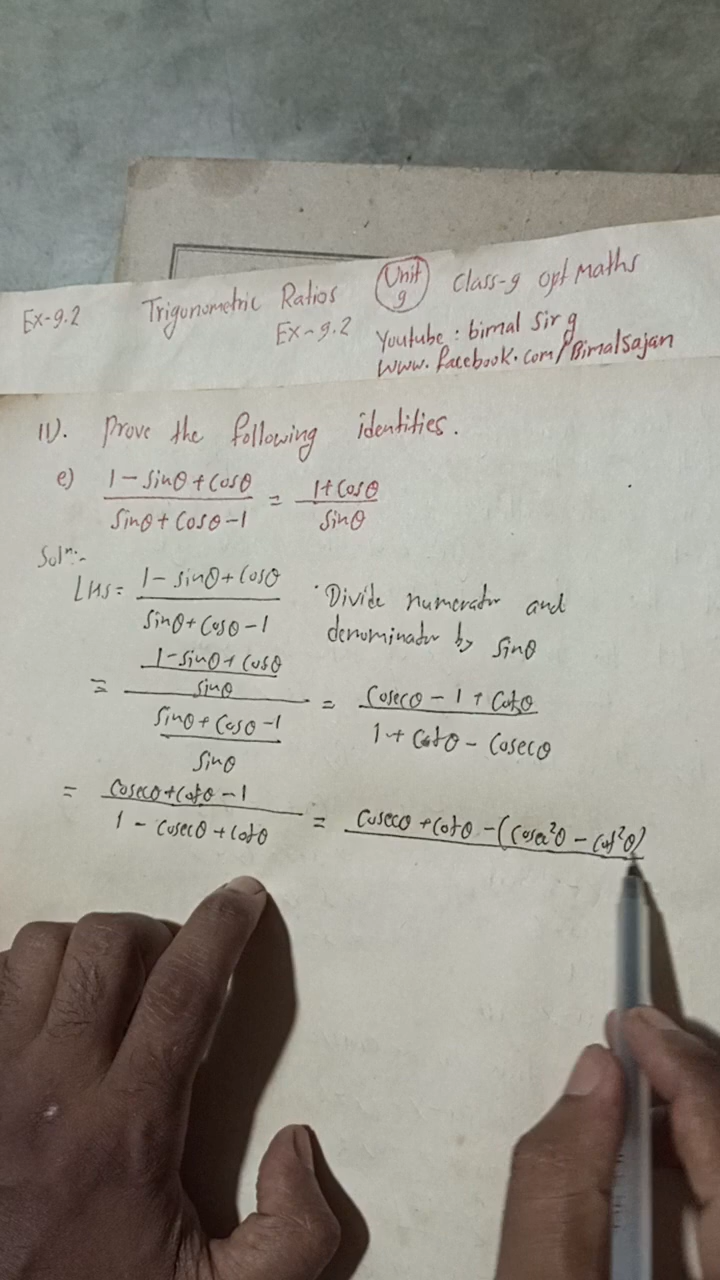 Ex-9.2 Trigonometric Ratios Unit 9 Class-9 opt Maths
Ex-9.2 Youtube : bimal Sir g
www.facebook.com/Bimalsajan
IV). Prove the following identities.
e) (1 - sinθ + Cosθ)/(Sinθ + Cosθ - 1) = (1 + Cosθ)/(Sinθ)
Solⁿ:-
LHS = (1 - sinθ + Cosθ)/(Sinθ + Cosθ - 1) Divide numerator and
denominator by Sinθ
= ((1 - sinθ + Cosθ)/(sinθ))/((Sinθ + Cosθ - 1)/(Sinθ)) = (Cosecθ - 1 + Cotθ)/(1 + Cotθ - Cosecθ)
= (Cosecθ + Cotθ - 1)/(1 - Cosecθ + Cotθ) = Cosecθ + Cotθ - (Cosec²θ - Cot²θ)